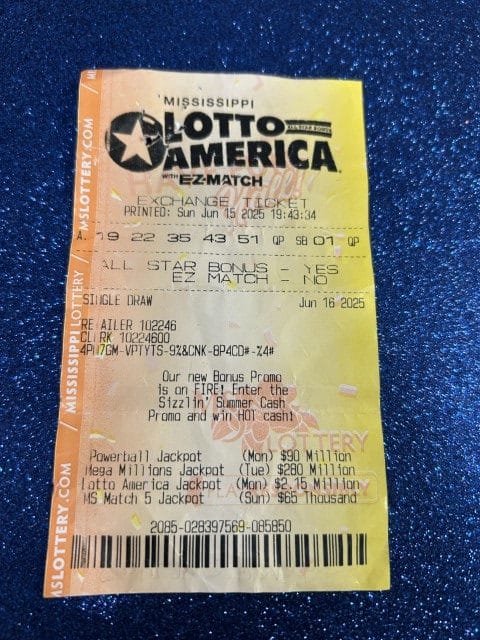 MISSISSIPPI
LOTTO
ALL STAR BONUS
AMERICA
WITH EZ-MATCH
EXCHANGE TICKET
PRINTED: Sun Jun 15 2025 19:43:34
A. 19 22 35 43 51 QP SB 01 QP
ALL STAR BONUS - YES
EZ MATCH - NO
SINGLE DRAW Jun 16 2025
RETAILER 102246
CLERK 10224600
Our new Bonus Promo
is on FIRE! Enter the
Sizzlin' Summer Cash
Promo and win HOT cash!
LOTTERY
Powerball Jackpot (Mon) $90 Million
Mega Millions Jackpot (Tue) $280 Million
Lotto America Jackpot (Mon) $2.15 Million
MS Match 5 Jackpot (Sun) $65 Thousand
2085-028397569-085850
MSLOTTERY.COM
/ MISSISSIPPI LOTTERY /
MSLOTTERY.COM